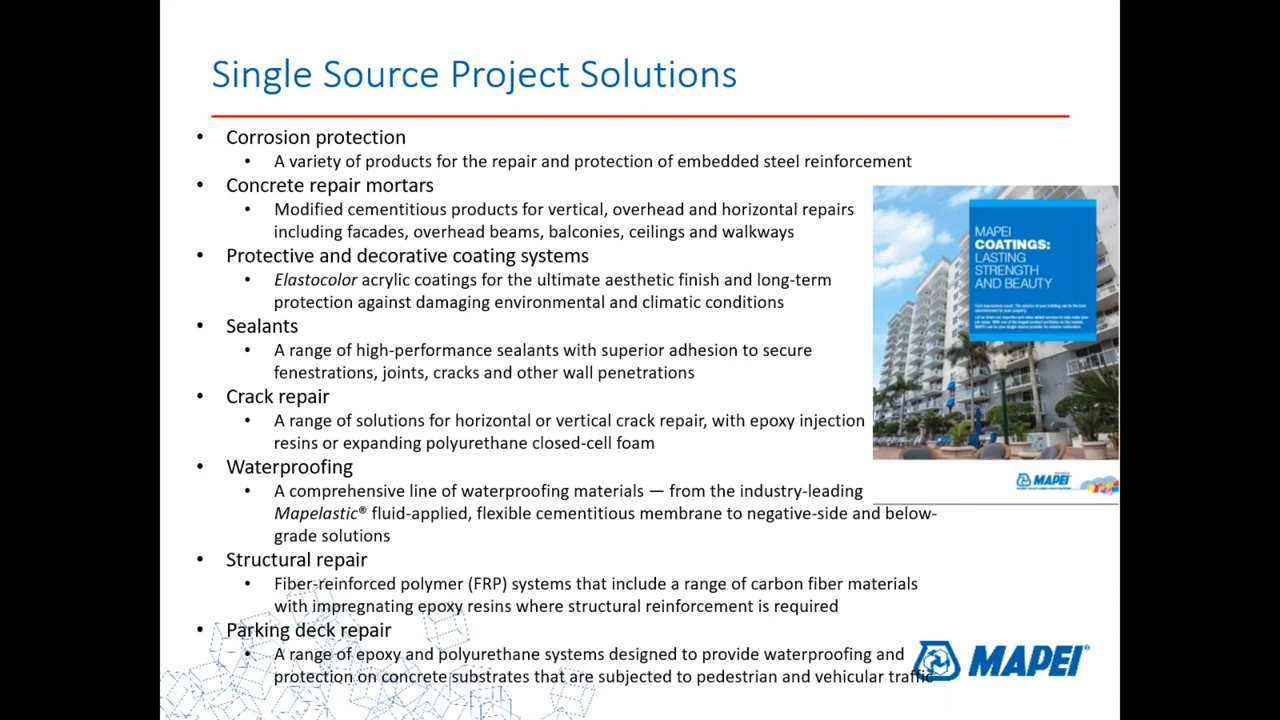 Single Source Project Solutions
• Corrosion protection
• A variety of products for the repair and protection of embedded steel reinforcement
• Concrete repair mortars
• Modified cementitious products for vertical, overhead and horizontal repairs
including facades, overhead beams, balconies, ceilings and walkways
• Protective and decorative coating systems
• Elastocolor acrylic coatings for the ultimate aesthetic finish and long-term
protection against damaging environmental and climatic conditions
• Sealants
• A range of high-performance sealants with superior adhesion to secure
fenestrations, joints, cracks and other wall penetrations
• Crack repair
• A range of solutions for horizontal or vertical crack repair, with epoxy injection
resins or expanding polyurethane closed-cell foam
• Waterproofing
• A comprehensive line of waterproofing materials — from the industry-leading
Mapelastic® fluid-applied, flexible cementitious membrane to negative-side and below-
grade solutions
• Structural repair
• Fiber-reinforced polymer (FRP) systems that include a range of carbon fiber materials
with impregnating epoxy resins where structural reinforcement is required
• Parking deck repair
• A range of epoxy and polyurethane systems designed to provide waterproofing and
protection on concrete substrates that are subjected to pedestrian and vehicular traffic
MAPEI
COATINGS:
LASTING
STRENGTH
AND BEAUTY
MAPEI
MAPEI®